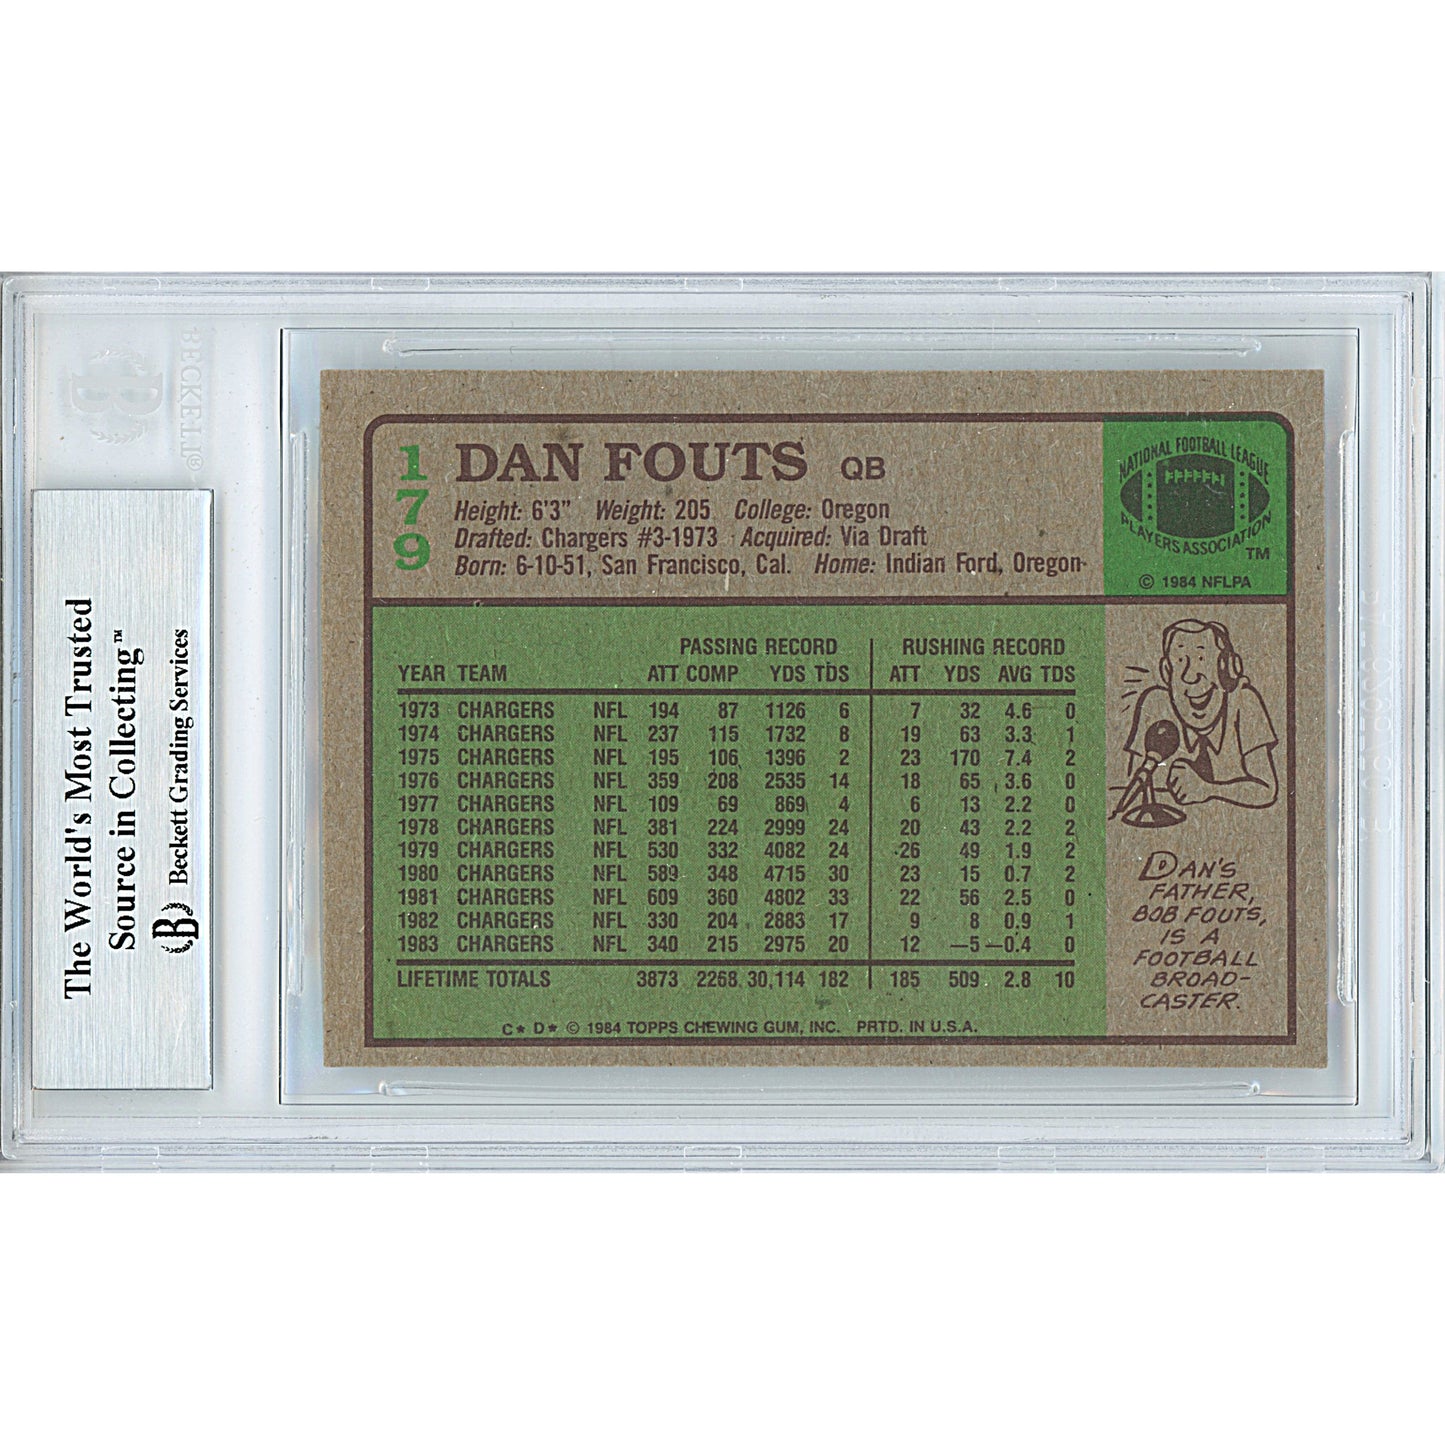 BECKETT®
B
The World's Most Trusted
Source in Collecting™
B Beckett Grading Services
179
DAN FOUTS QB
Height: 6'3" Weight: 205 College: Oregon
Drafted: Chargers #3-1973 Acquired: Via Draft
Born: 6-10-51, San Francisco, Cal. Home: Indian Ford, Oregon
NATIONAL FOOTBALL LEAGUE
PLAYERS ASSOCIATION
TM
© 1984 NFLPA
PASSING RECORD RUSHING RECORD
YEAR TEAM ATT COMP YDS TDS ATT YDS AVG TDS
1973 CHARGERS NFL 194 87 1126 6 7 32 4.6 0
1974 CHARGERS NFL 237 115 1732 8 19 63 3.3 1
1975 CHARGERS NFL 195 106 1396 2 23 170 7.4 2
1976 CHARGERS NFL 359 208 2535 14 18 65 3.6 0
1977 CHARGERS NFL 109 69 869 4 6 13 2.2 0
1978 CHARGERS NFL 381 224 2999 24 20 43 2.2 2
1979 CHARGERS NFL 530 332 4082 24 26 49 1.9 2
1980 CHARGERS NFL 589 348 4715 30 23 15 0.7 2
1981 CHARGERS NFL 609 360 4802 33 22 56 2.5 0
1982 CHARGERS NFL 330 204 2883 17 9 8 0.9 1
1983 CHARGERS NFL 340 215 2975 20 12 —5 —0.4 0
LIFETIME TOTALS 3873 2268 30,114 182 185 509 2.8 10
C★ D★ © 1984 TOPPS CHEWING GUM, INC. PRTD. IN U.S.A.
DAN'S
FATHER,
BOB FOUTS,
IS A
FOOTBALL
BROAD-
CASTER.